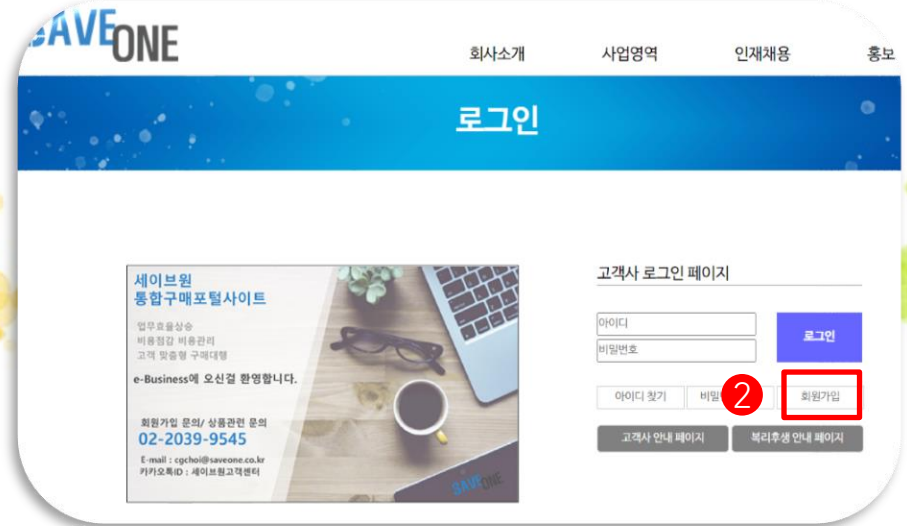 SAVEONE
회사소개 사업영역 인재채용 홍보
로그인
세이브원
통합구매포털사이트
업무효율상승
비용절감 비용관리
고객 맞춤형 구매대행
e-Business에 오신걸 환영합니다.
회원가입 문의/ 상품관련 문의
02-2039-9545
E-mail : cgchoi@saveone.co.kr
카카오톡ID : 세이브원고객센터
SAVEONE
고객사 로그인 페이지
아이디
비밀번호
로그인
아이디 찾기 2 회원가입
고객사 안내 페이지 복리후생 안내 페이지